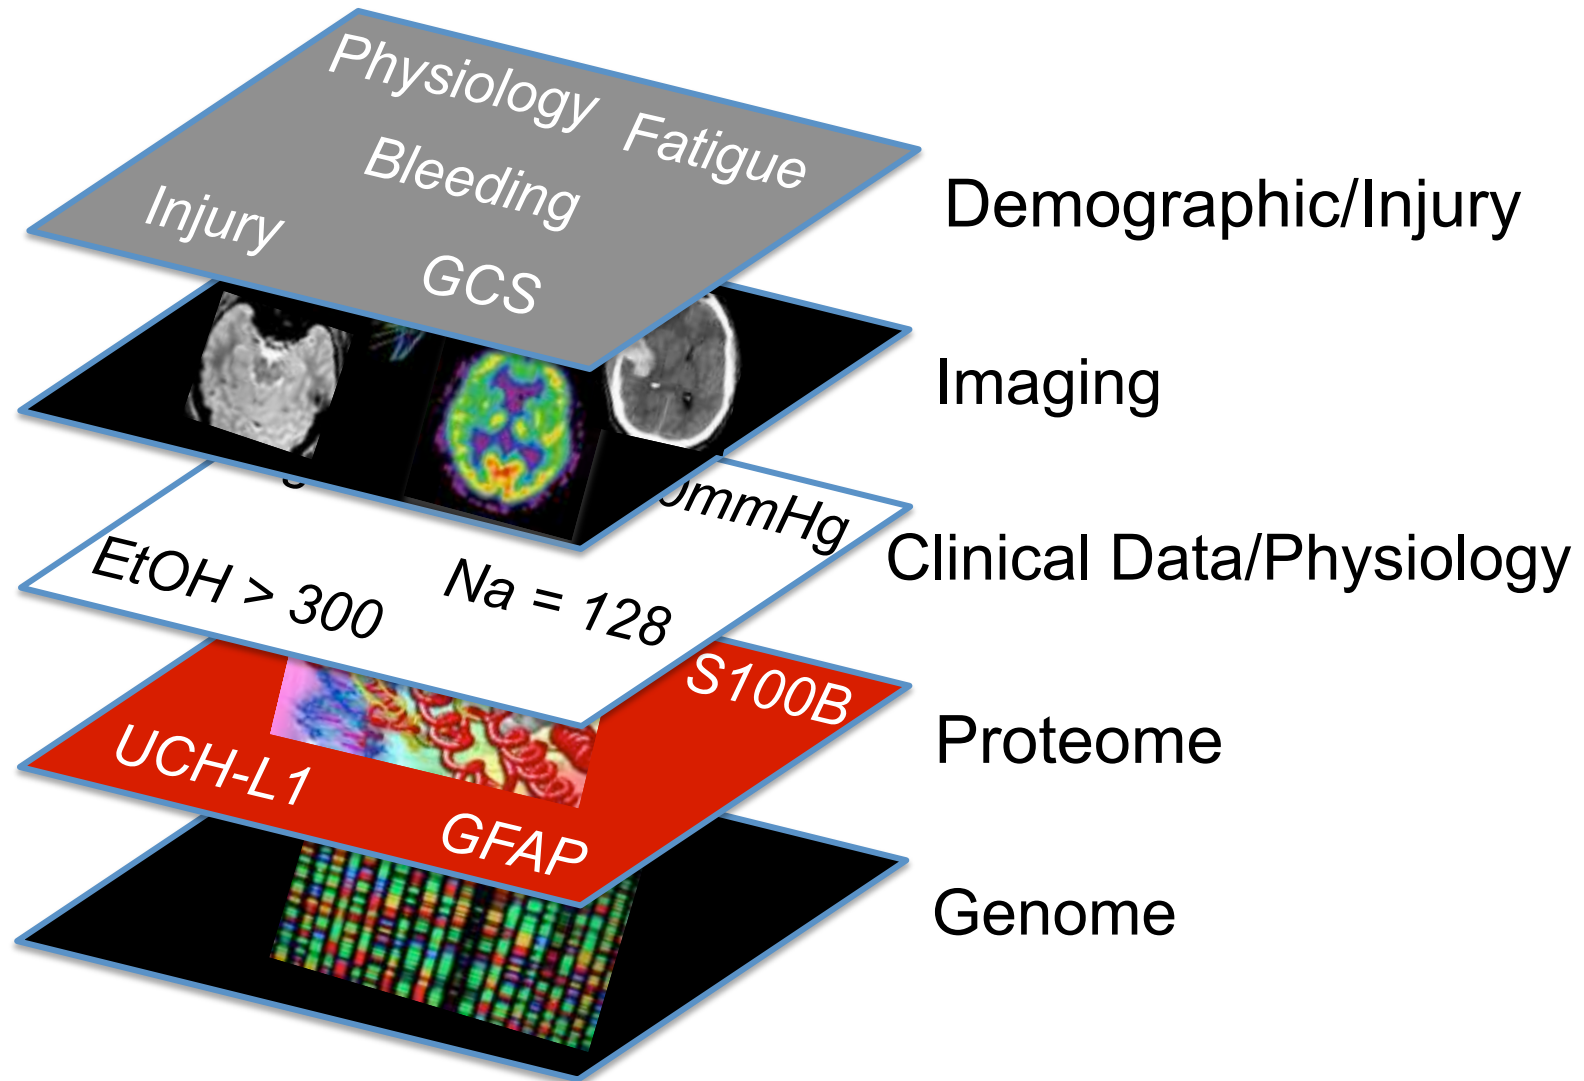 Physiology
Fatigue
Bleeding
Injury
GCS
Demographic/Injury
Imaging
mmHg
EtOH > 300
Na = 128
Clinical Data/Physiology
S100B
UCH-L1
GFAP
Proteome
Genome